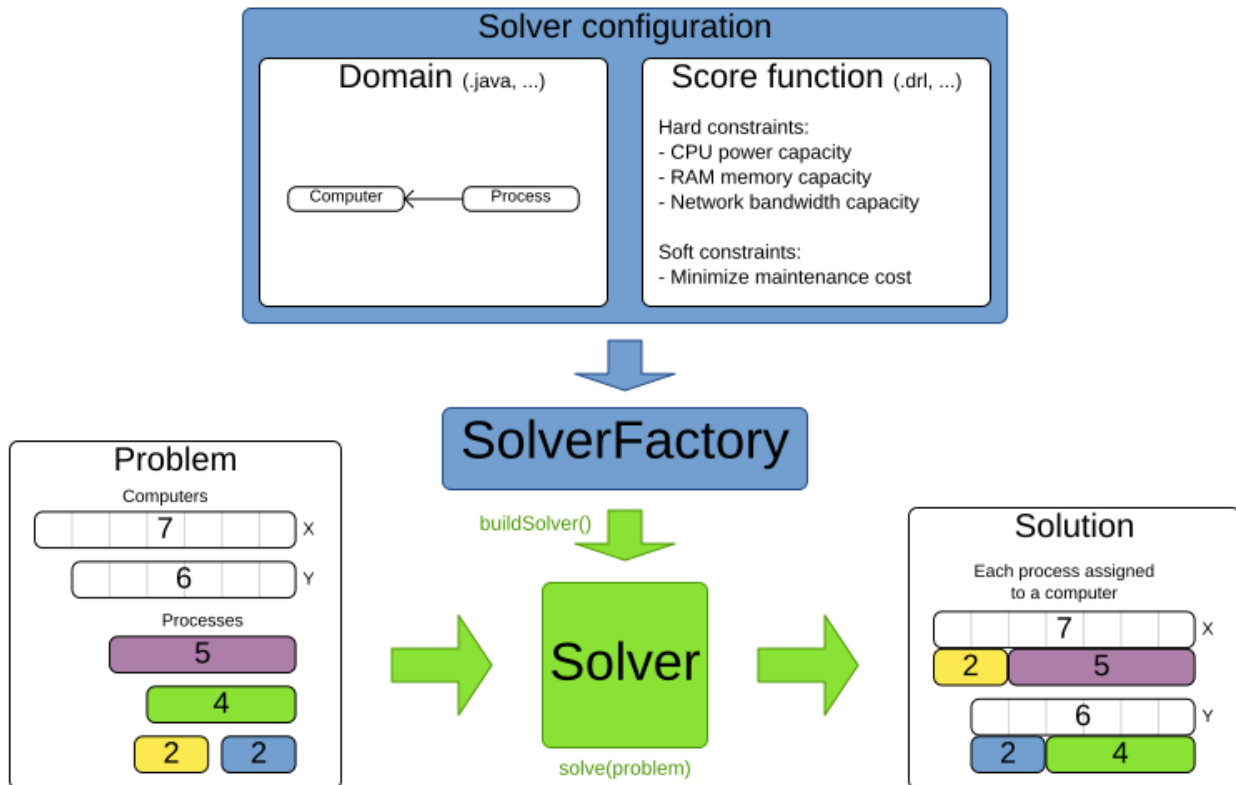 Solver configuration
Domain (.java, ...)
Computer
Process
Score function (.drl, ...)
Hard constraints:
- CPU power capacity
- RAM memory capacity
- Network bandwidth capacity
Soft constraints:
- Minimize maintenance cost
SolverFactory
buildSolver()
Problem
Computers
7 X
6 Y
Processes
5
4
2 2
Solver
solve(problem)
Solution
Each process assigned
to a computer
7 X
2 5
6 Y
2 4